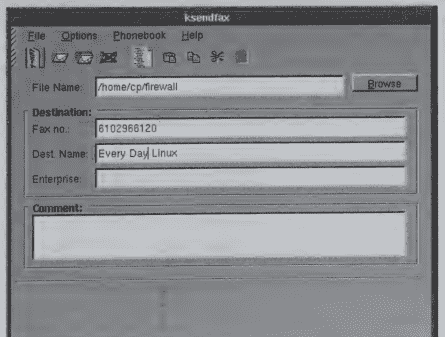 ksendfax
File Options Phonebook Help
File Name: /home/cp/firewall Browse
Destination:
Fax no.: 6102966120
Dest. Name: Every Day Linux
Enterprise:
Comment: